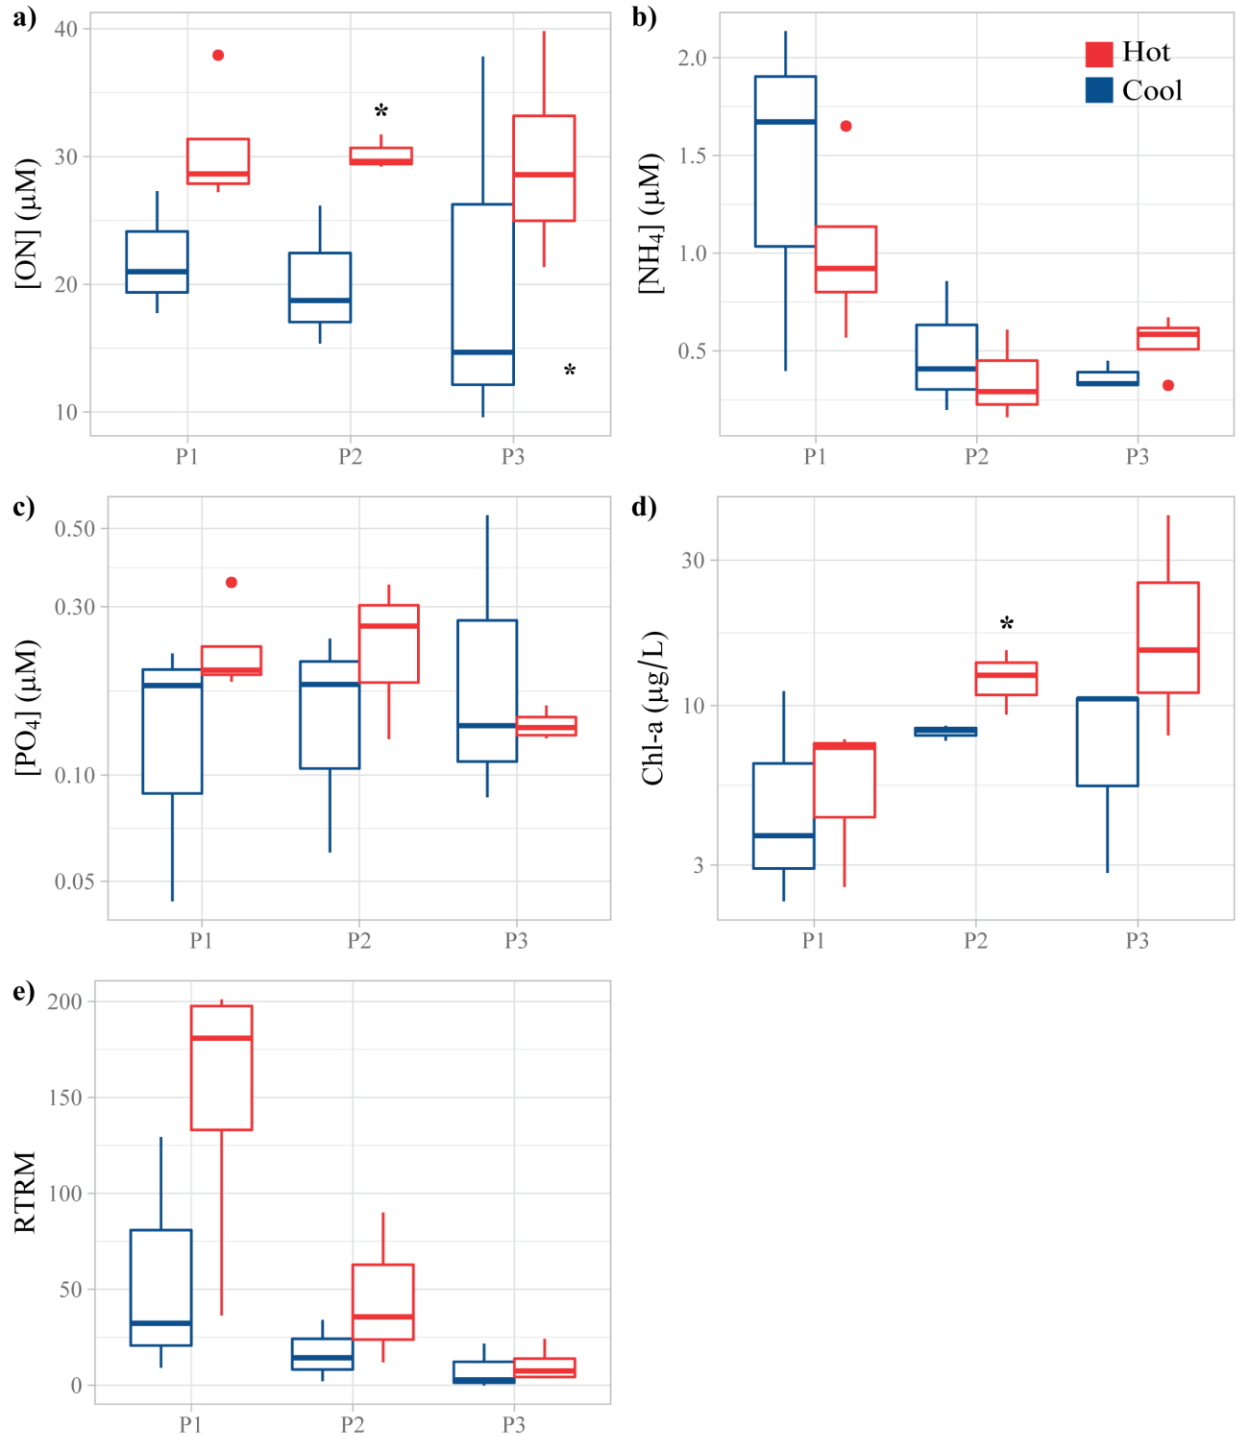 a)
40
30
20
10
[ON] (μM)
*
*
P1
P2
P3
b)
2.0
1.5
1.0
0.5
[NH₄] (μM)
Hot
Cool
P1
P2
P3
c)
0.50
0.30
0.10
0.05
[PO₄] (μM)
P1
P2
P3
d)
30
10
3
Chl-a (μg/L)
*
P1
P2
P3
e)
200
150
100
50
0
RTRM
P1
P2
P3